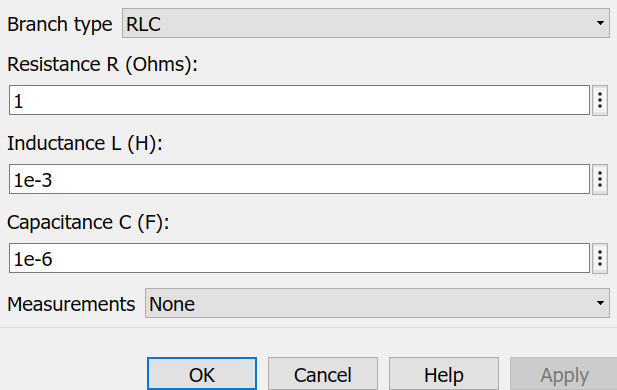 Branch type RLC
Resistance R (Ohms):
1
Inductance L (H):
1e-3
Capacitance C (F):
1e-6
Measurements None
OK Cancel Help Apply